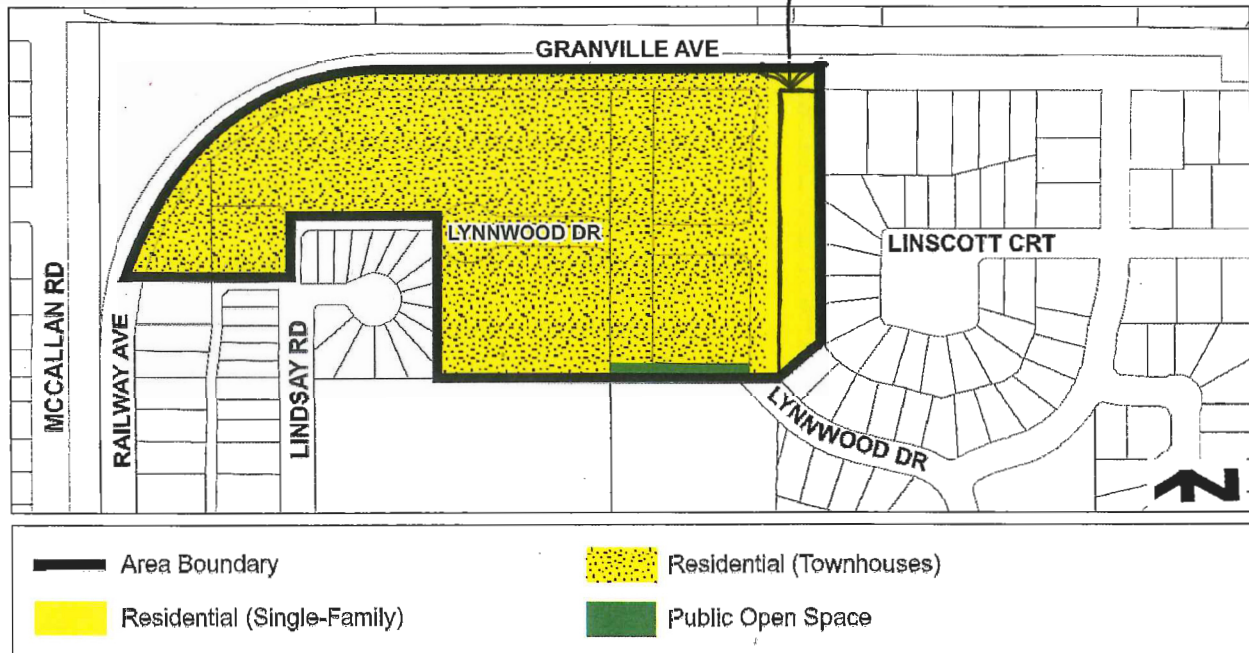 GRANVILLE AVE
LYNNWOOD DR
LINSCOTT CRT
MCCALLAN RD
RAILWAY AVE
LINDSAY RD
LYNNWOOD DR
N
Area Boundary
Residential (Townhouses)
Residential (Single-Family)
Public Open Space